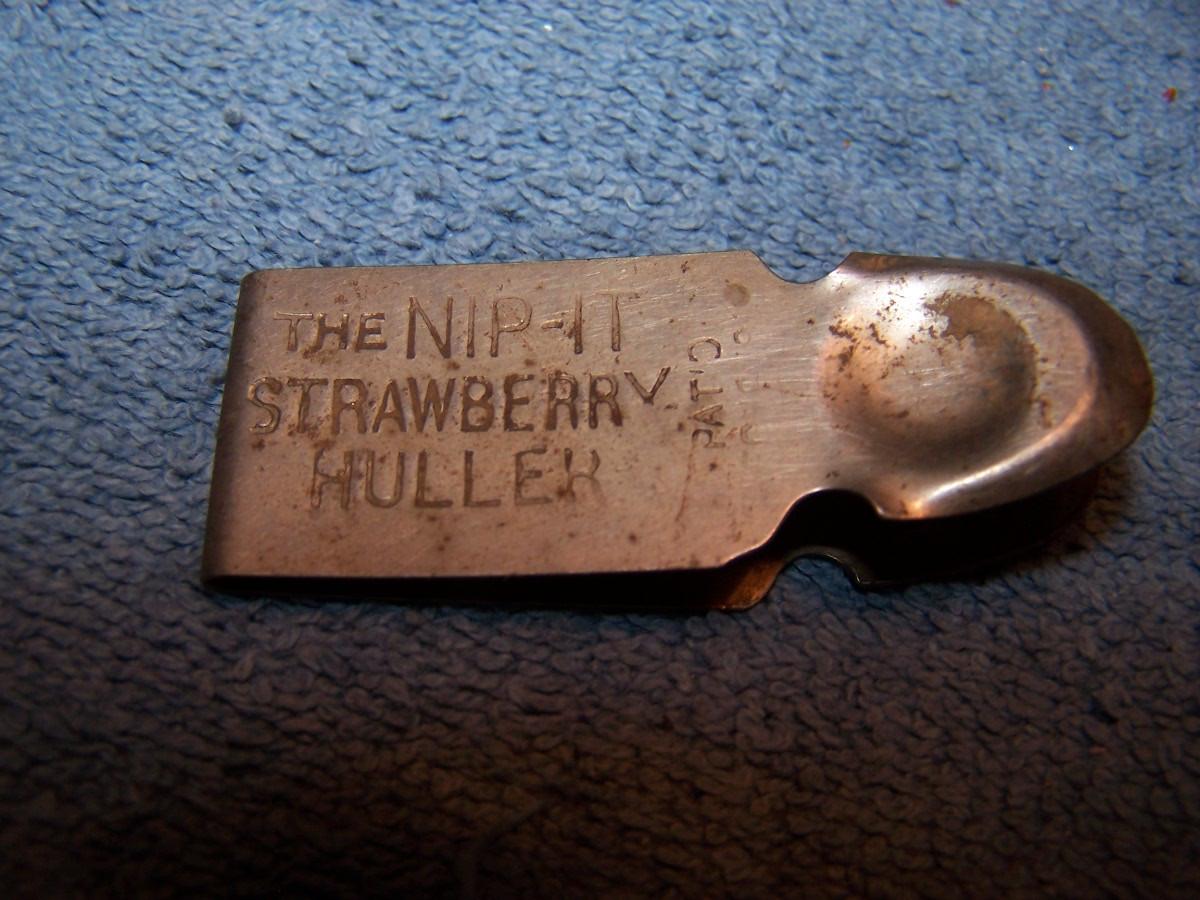 THE NIP-IT
STRAWBERRY
HULLER
PAT'D